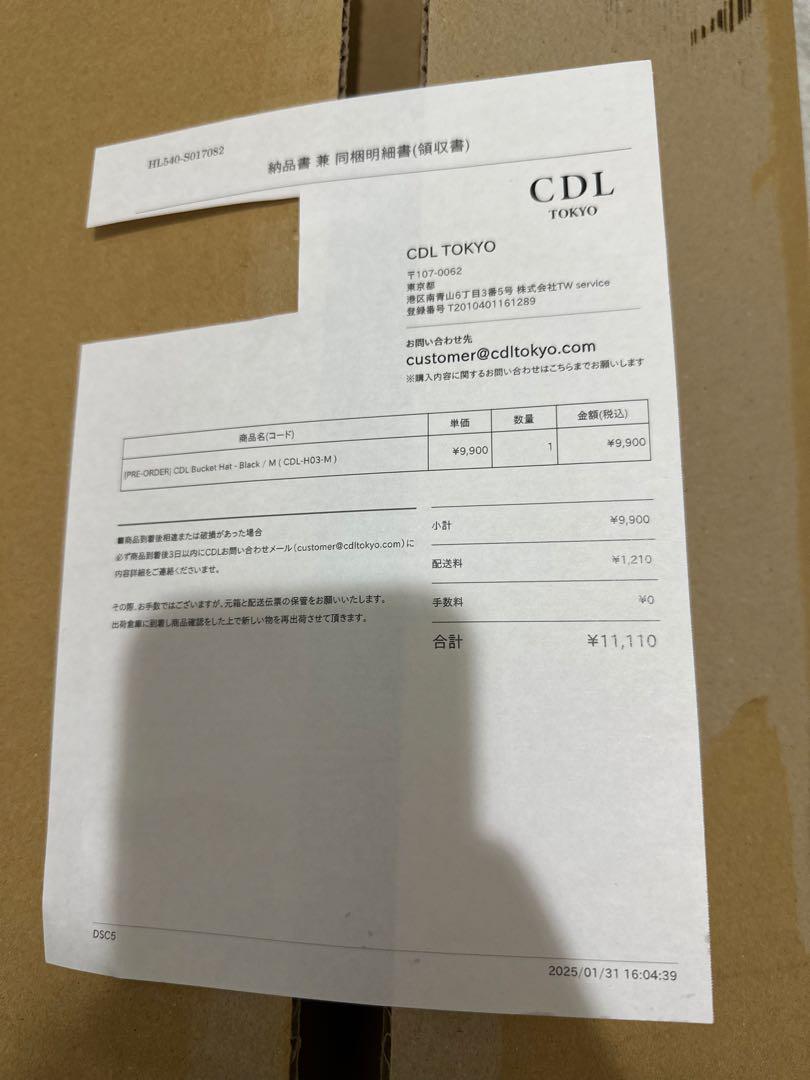 HL540-S017082
納品書 兼 同梱明細書(領収書)
CDL
TOKYO
CDL TOKYO
〒107-0062
東京都
港区南青山6丁目3番5号 株式会社TW service
登録番号 T2010401161289
お問い合わせ先
customer@cdltokyo.com
※購入内容に関するお問い合わせはこちらまでお願いします
商品名(コード) 単価 数量 金額(税込)
[PRE-ORDER] CDL Bucket Hat - Black / M ( CDL-H03-M ) ¥9,900 1 ¥9,900
■商品到着後相違または破損があった場合
必ず商品到着後3日以内にCDLお問い合わせメール(customer@cdltokyo.com)に
内容詳細をご連絡くださいませ。
その際、お手数ではございますが、元箱と配送伝票の保管をお願いいたします。
出荷倉庫に到着し商品確認をした上で新しい物を再出荷させて頂きます。
小計 ¥9,900
配送料 ¥1,210
手数料 ¥0
合計 ¥11,110
DSC5
2025/01/31 16:04:39